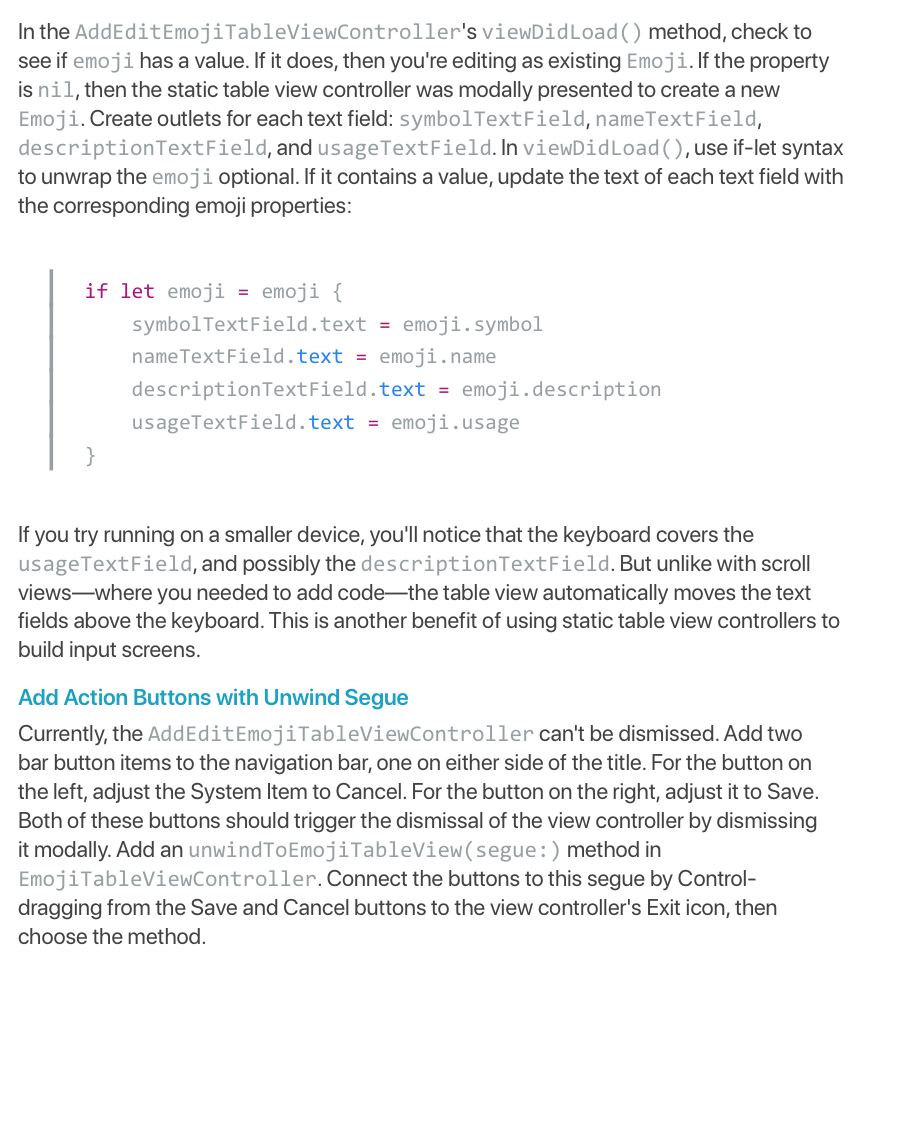 In the AddEditEmojiTableViewController's viewDidLoad() method, check to
see if emoji has a value. If it does, then you're editing as existing Emoji. If the property
is nil, then the static table view controller was modally presented to create a new
Emoji. Create outlets for each text field: symbolTextField, nameTextField,
descriptionTextField, and usageTextField. In viewDidLoad(), use if-let syntax
to unwrap the emoji optional. If it contains a value, update the text of each text field with
the corresponding emoji properties:
if let emoji = emoji {
    symbolTextField.text = emoji.symbol
    nameTextField.text = emoji.name
    descriptionTextField.text = emoji.description
    usageTextField.text = emoji.usage
}
If you try running on a smaller device, you'll notice that the keyboard covers the
usageTextField, and possibly the descriptionTextField. But unlike with scroll
views—where you needed to add code—the table view automatically moves the text
fields above the keyboard. This is another benefit of using static table view controllers to
build input screens.
Add Action Buttons with Unwind Segue
Currently, the AddEditEmojiTableViewController can't be dismissed. Add two
bar button items to the navigation bar, one on either side of the title. For the button on
the left, adjust the System Item to Cancel. For the button on the right, adjust it to Save.
Both of these buttons should trigger the dismissal of the view controller by dismissing
it modally. Add an unwindToEmojiTableView(segue:) method in
EmojiTableViewController. Connect the buttons to this segue by Control-
dragging from the Save and Cancel buttons to the view controller's Exit icon, then
choose the method.